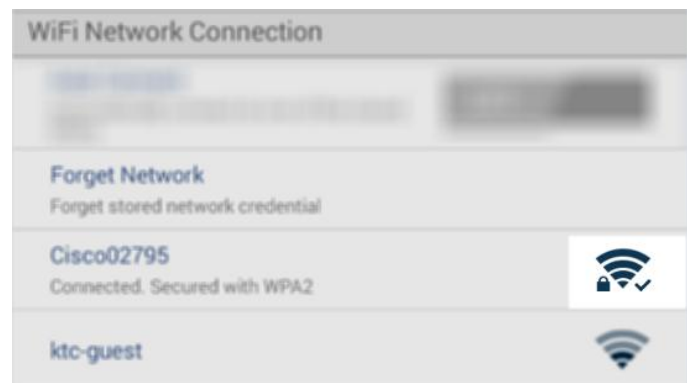 WiFi Network Connection
Forget Network
Forget stored network credential
Cisco02795
Connected. Secured with WPA2
ktc-guest